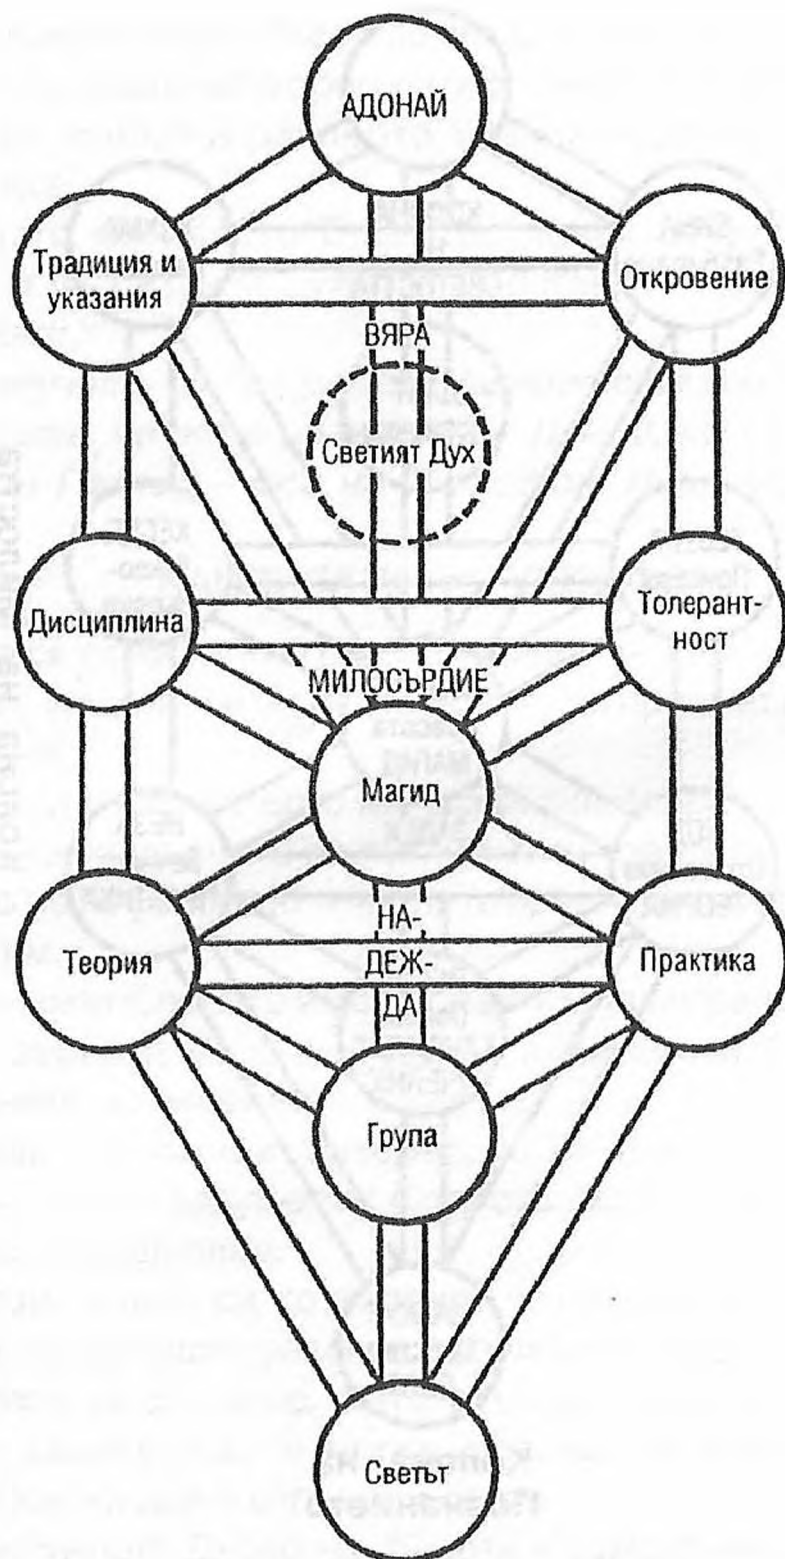 АДОНАЙ
Традиция и
указания
Откровение
ВЯРА
Светият Дух
Дисциплина
Толерант-
ност
МИЛОСЪРДИЕ
Магид
НА-
ДЕЖ-
ДА
Теория
Практика
Група
Светът